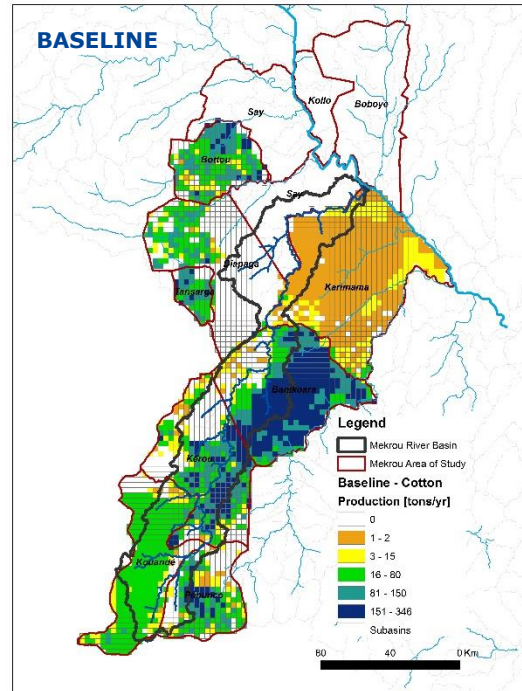 BASELINE
Kollo
Boboye
Say
Bottou
Say
Diapaga
Karimama
Tansarga
Banikoara
Legend
Mekrou River Basin
Mekrou Area of Study
Baseline - Cotton
Production [tons/yr)
0
1 - 2
3 - 15
16 - 80
81 - 150
151 - 346
Subasins
Kérou
Kouandé
Pehunco
80 40 0 Km